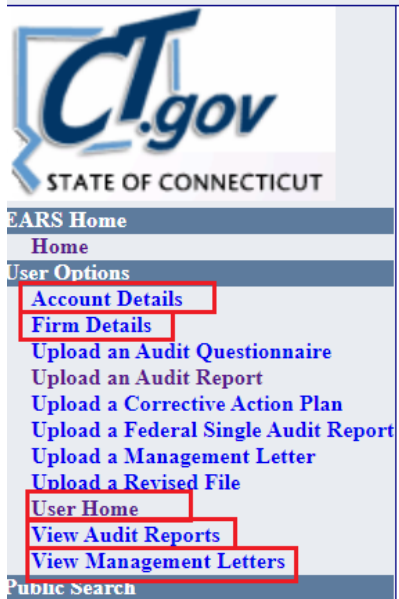 CT.gov
STATE OF CONNECTICUT
EARS Home
Home
User Options
Account Details
Firm Details
Upload an Audit Questionnaire
Upload an Audit Report
Upload a Corrective Action Plan
Upload a Federal Single Audit Report
Upload a Management Letter
Upload a Revised File
User Home
View Audit Reports
View Management Letters
Public Search